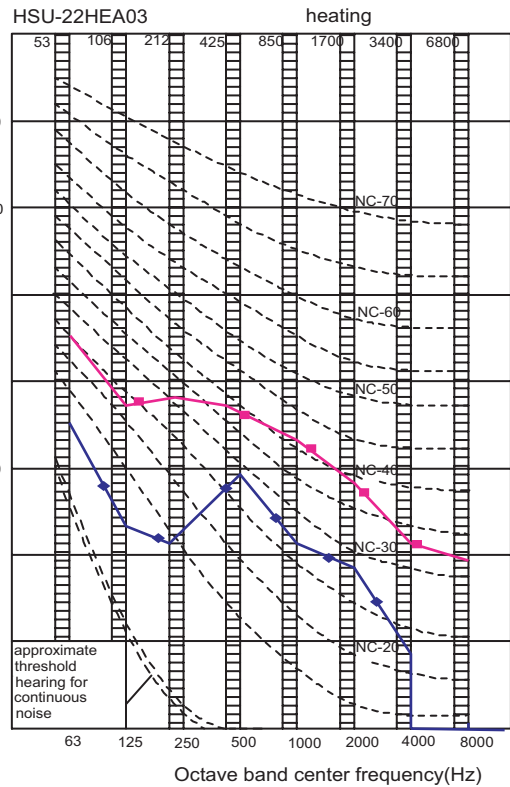 HSU-22HEA03 heating
53 106 212 425 850 1700 3400 6800
0
0
NC-70
NC-60
NC-50
NC-40
NC-30
NC-20
approximate
threshold
hearing for
continuous
noise
63 125 250 500 1000 2000 4000 8000
Octave band center frequency(Hz)